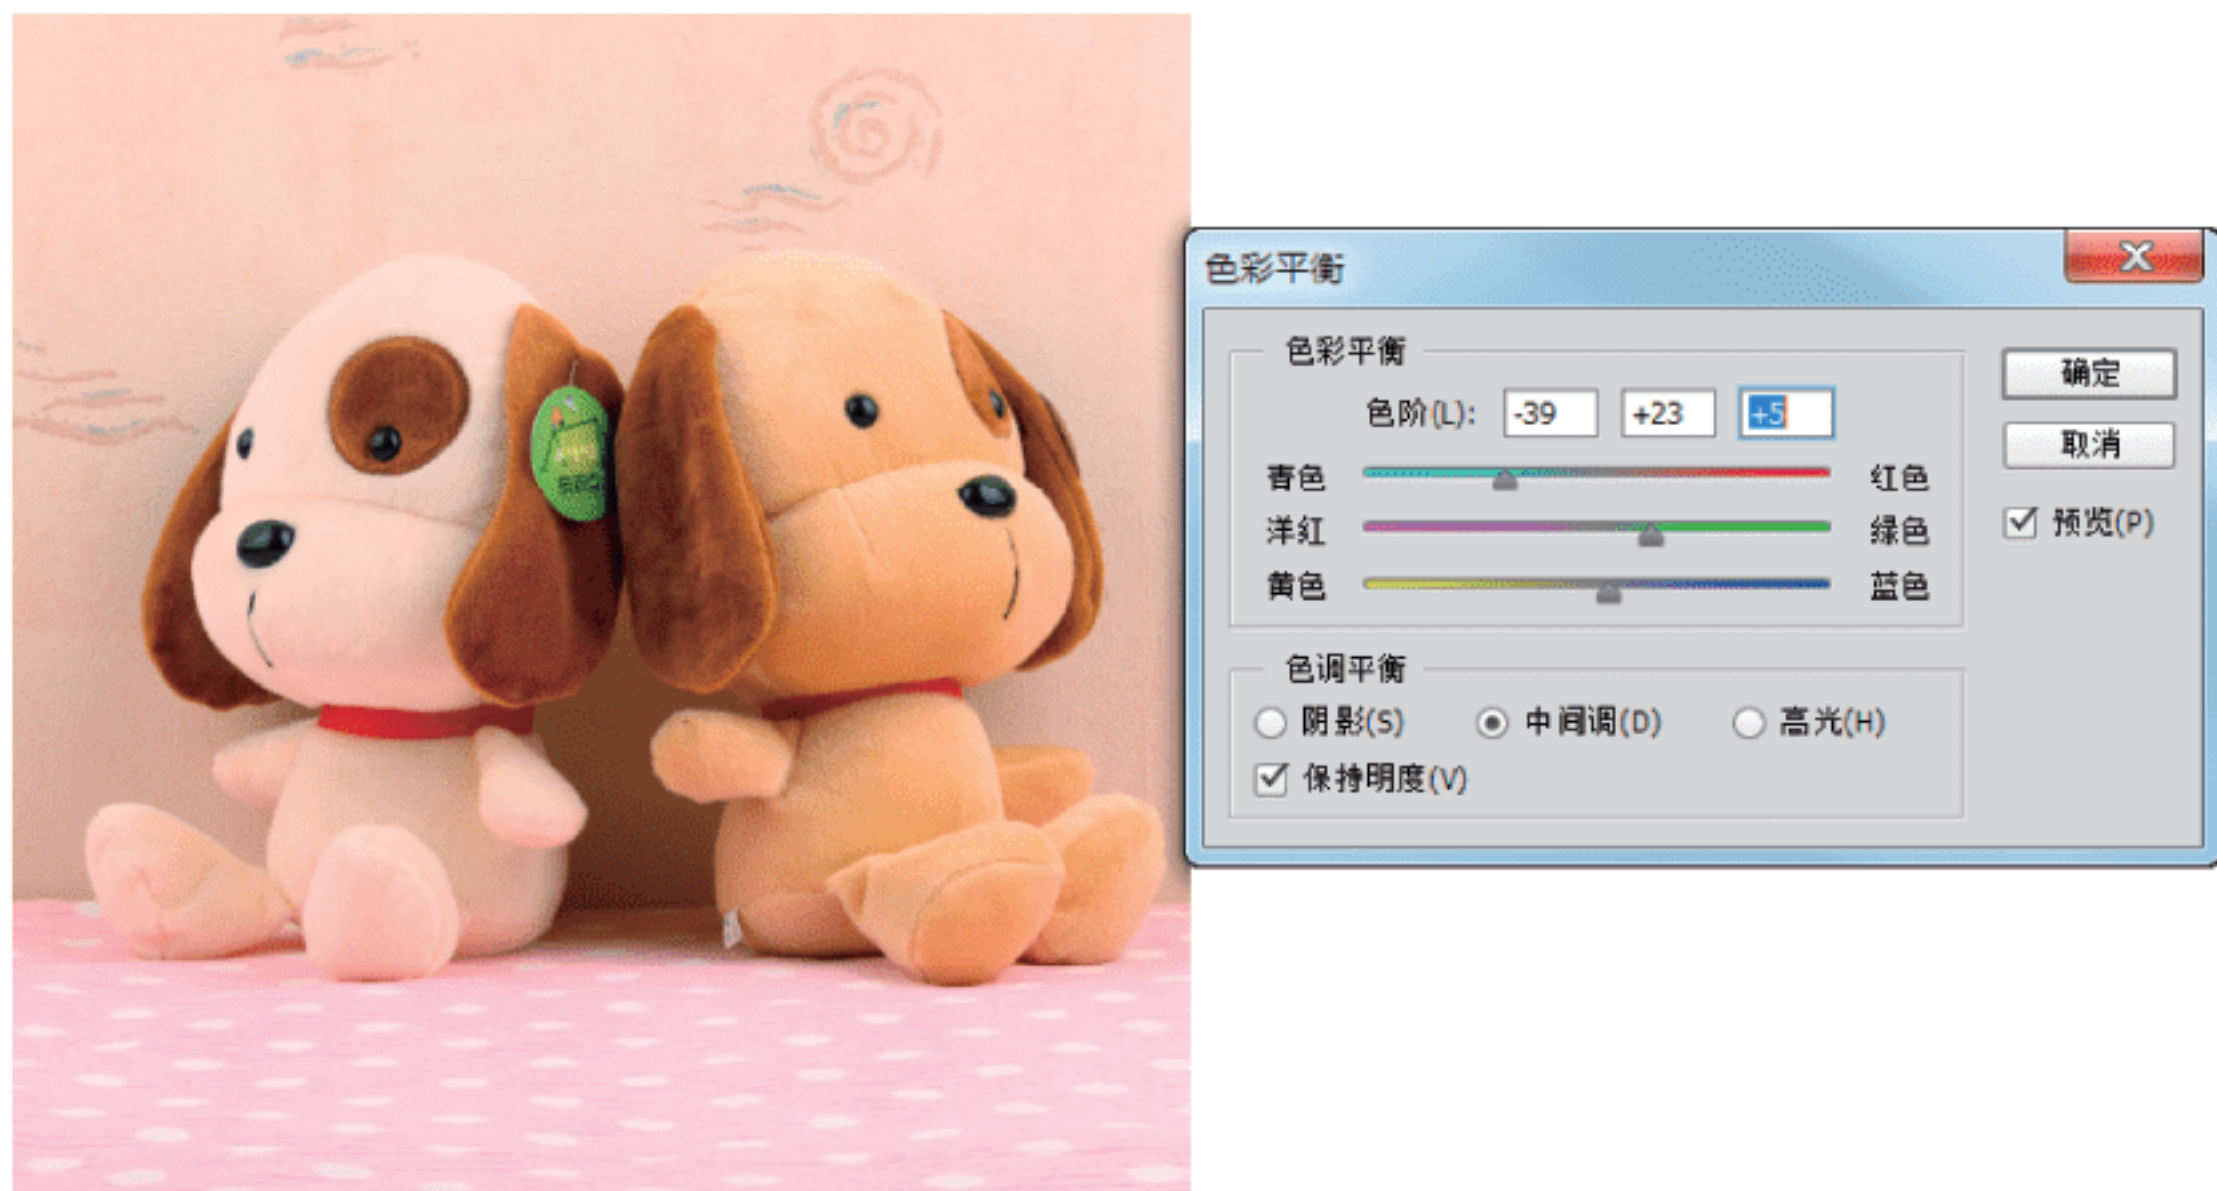 色彩平衡
色彩平衡
色阶(L): -39 +23 +5
青色 红色
洋红 绿色
黄色 蓝色
色调平衡
阴影(S) 中间调(D) 高光(H)
保持明度(V)
确定
取消
预览(P)